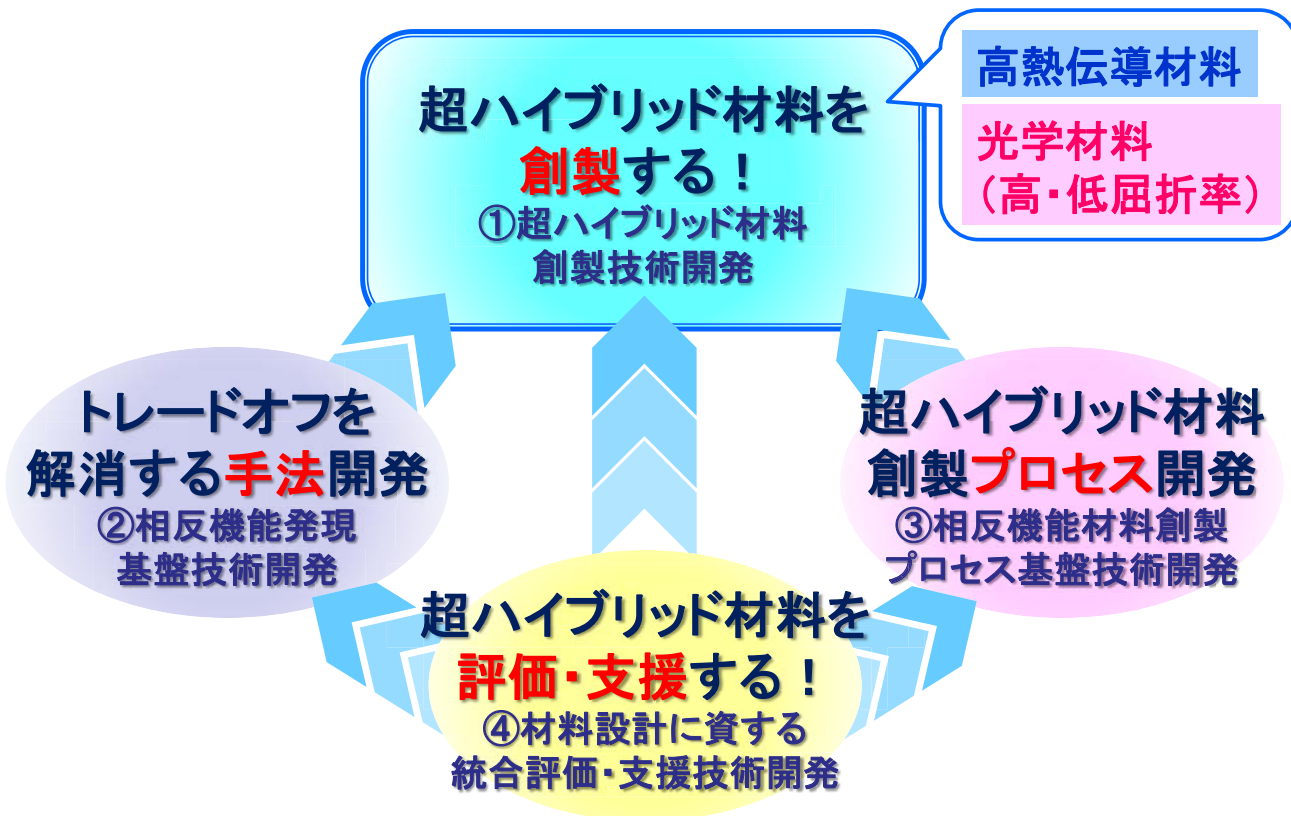 超ハイブリッド材料を
創製する！
①超ハイブリッド材料
創製技術開発
高熱伝導材料
光学材料
（高・低屈折率）
トレードオフを
解消する手法開発
②相反機能発現
基盤技術開発
超ハイブリッド材料
創製プロセス開発
③相反機能材料創製
プロセス基盤技術開発
超ハイブリッド材料を
評価・支援する！
④材料設計に資する
統合評価・支援技術開発